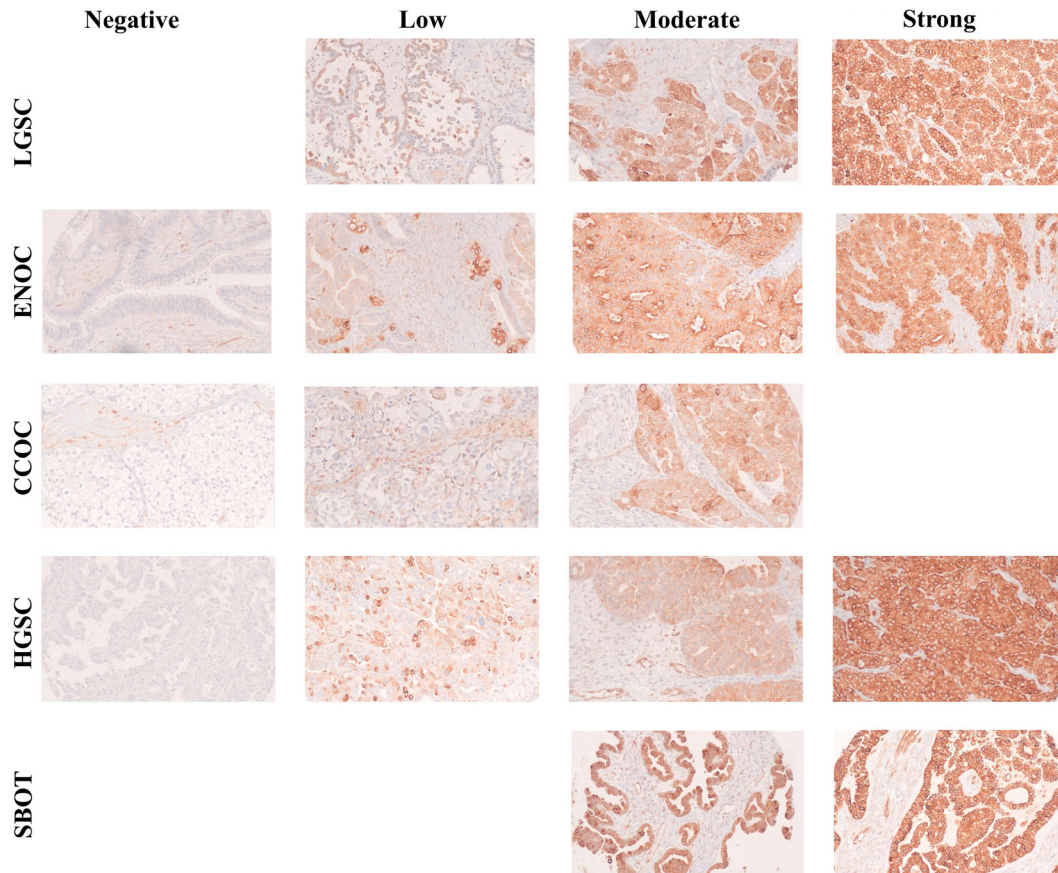 Negative Low Moderate Strong
LGSC
ENOC
CCOC
HGSC
SBOT